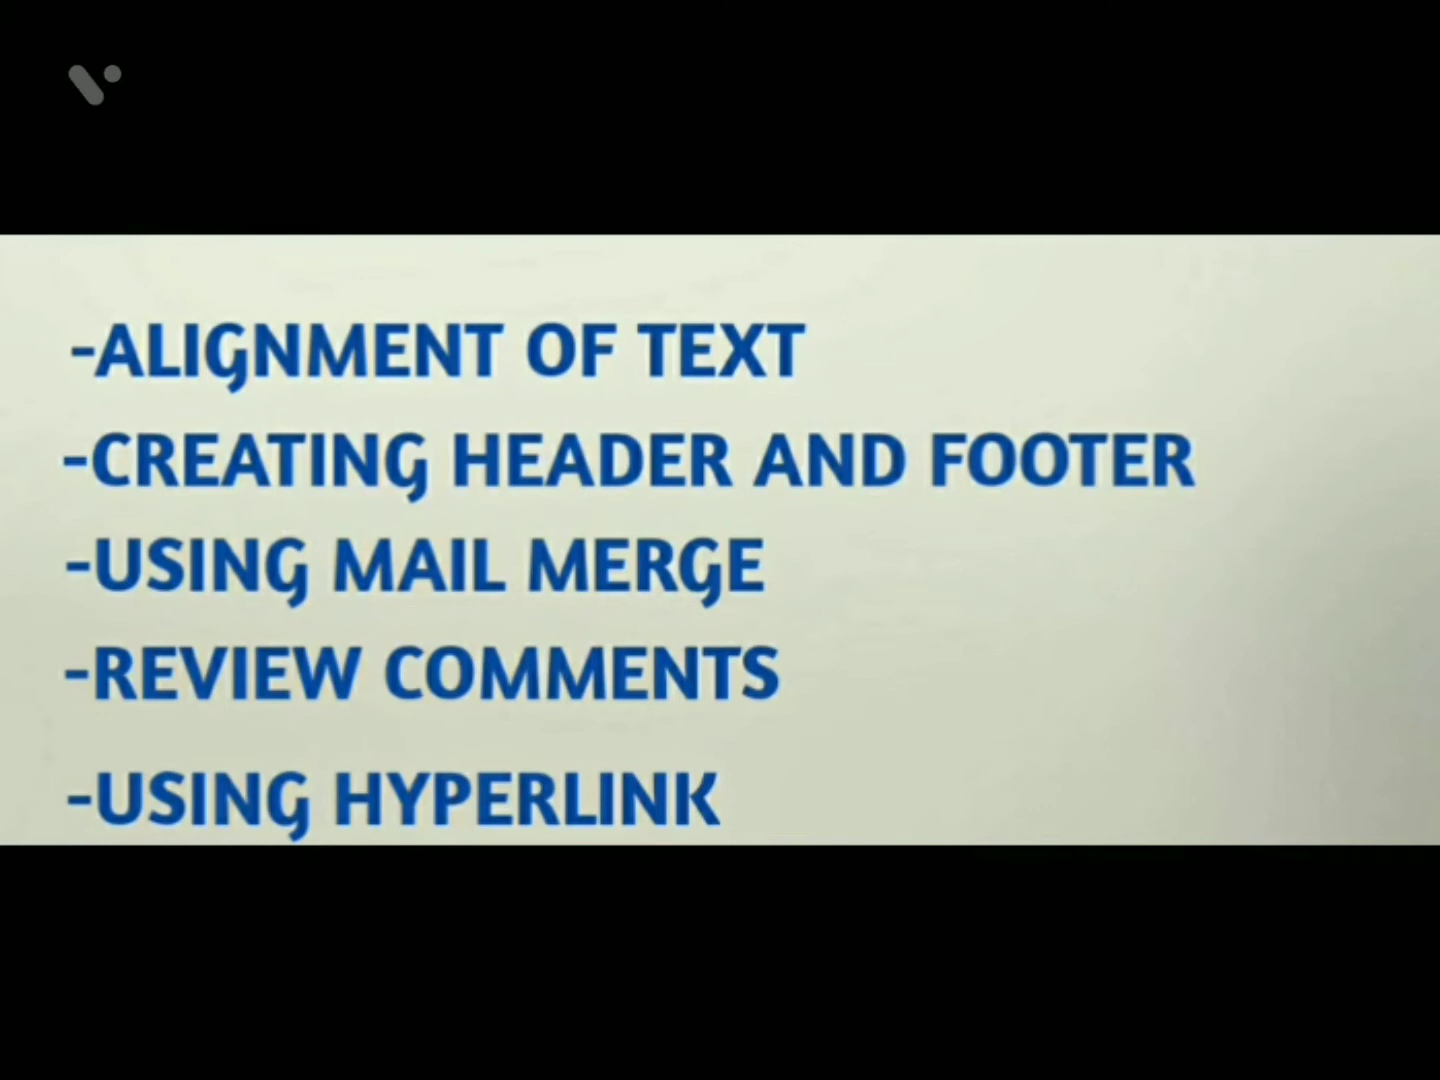 -ALIGNMENT OF TEXT
-CREATING HEADER AND FOOTER
-USING MAIL MERGE
-REVIEW COMMENTS
-USING HYPERLINK